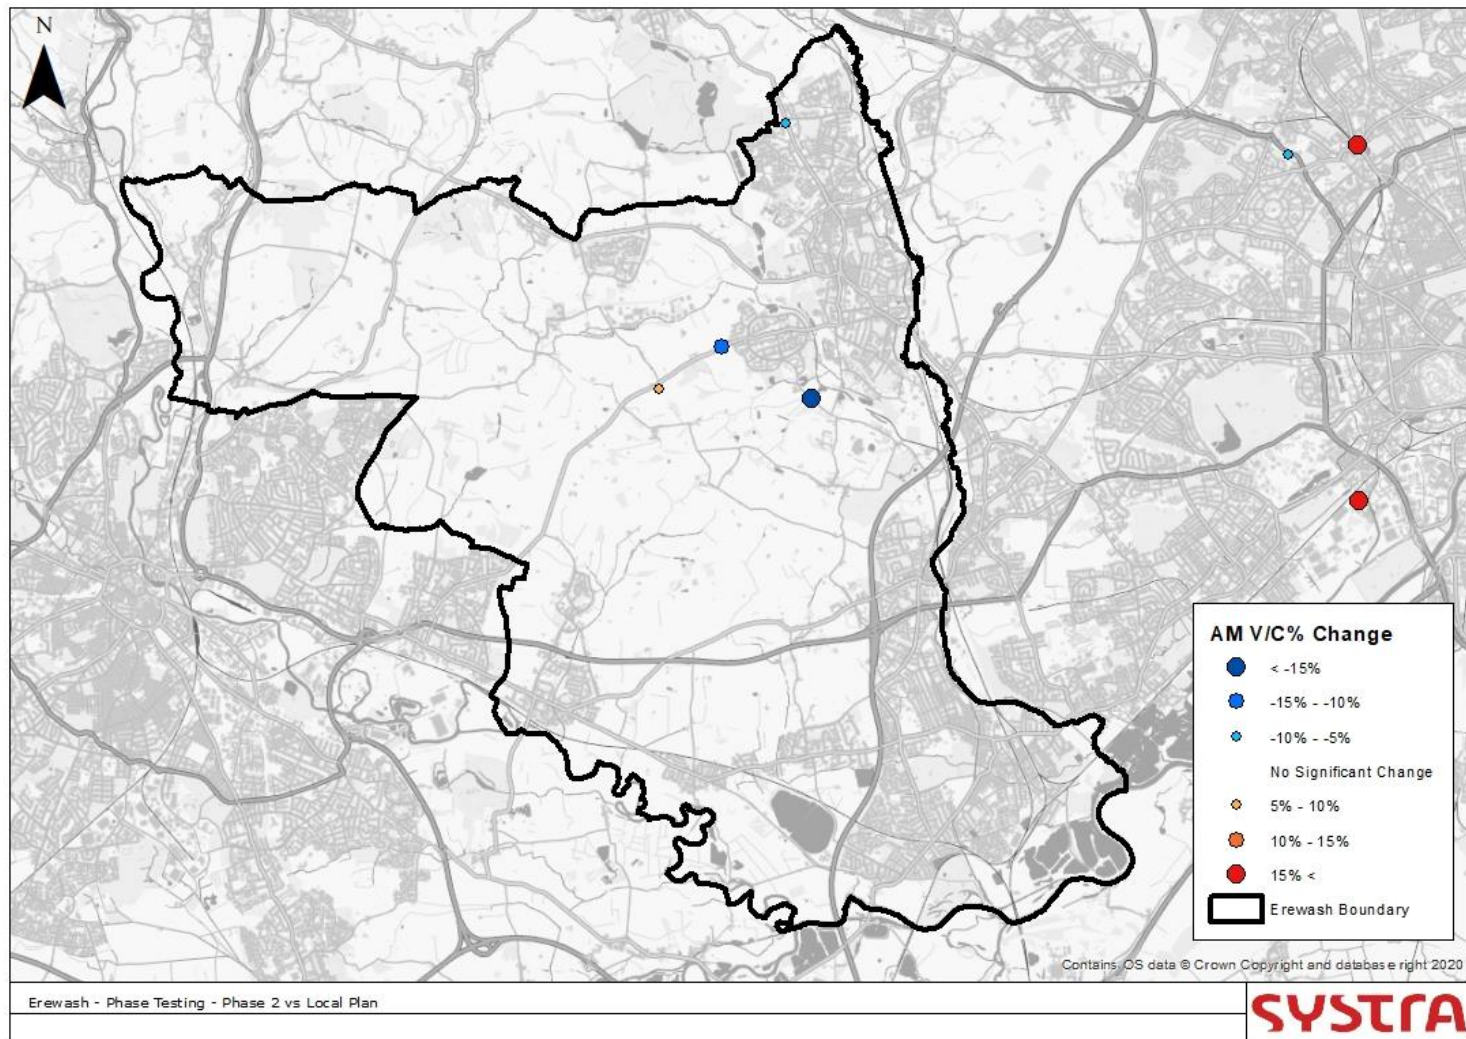 N
AM V/C% Change
< -15%
-15% - -10%
-10% - -5%
No Significant Change
5% - 10%
10% - 15%
15% <
Erewash Boundary
Contains OS data © Crown Copyright and database right 2020
Erewash - Phase Testing - Phase 2 vs Local Plan
SYSTRA